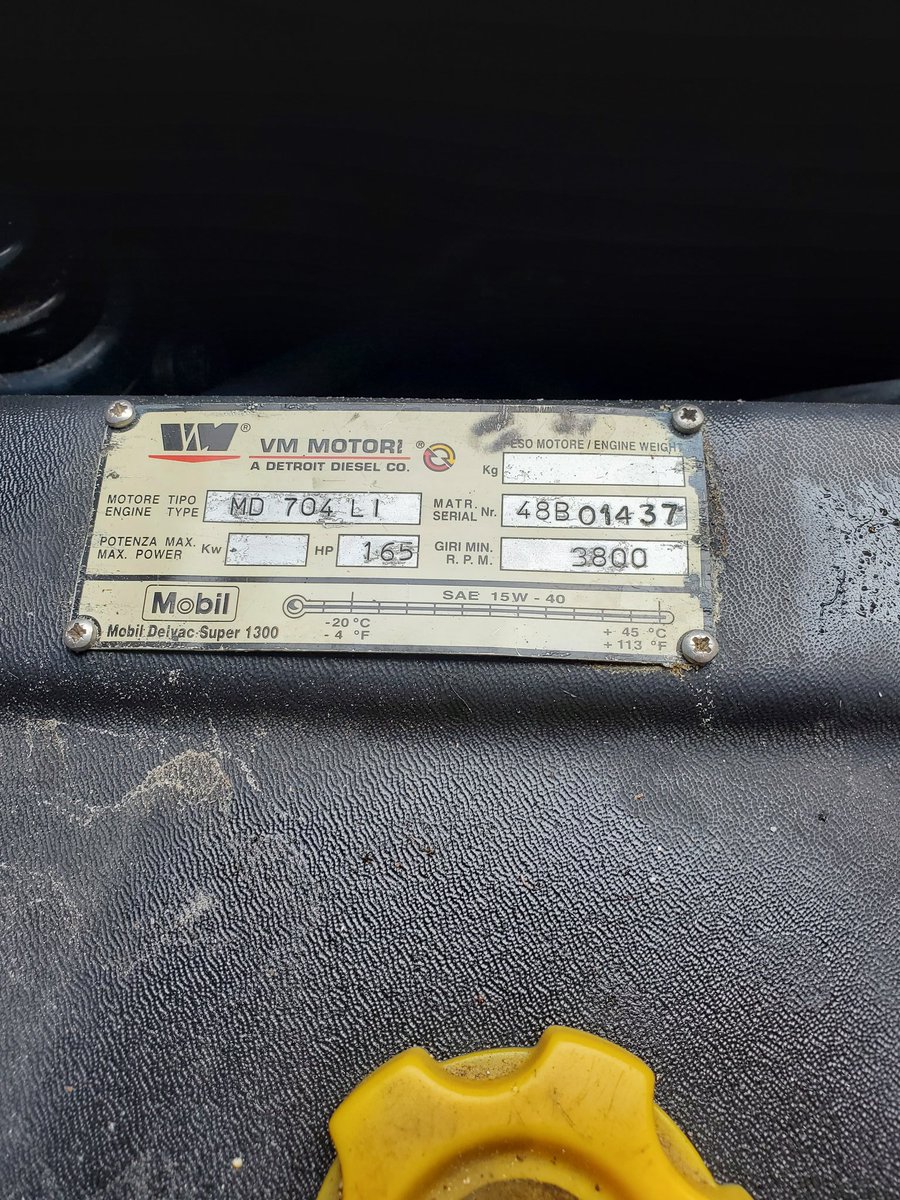 VM ® VM MOTORI ®
A DETROIT DIESEL CO.
PESO MOTORE / ENGINE WEIGHT
Kg
MOTORE TIPO
ENGINE TYPE
MD 704 LI
MATR.
SERIAL Nr.
48B01437
POTENZA MAX.
MAX. POWER
Kw
HP 165
GIRI MIN.
R. P. M.
3800
Mobil
Mobil Delvac Super 1300
SAE 15W - 40
-20 °C
- 4 °F
+ 45 °C
+ 113 °F